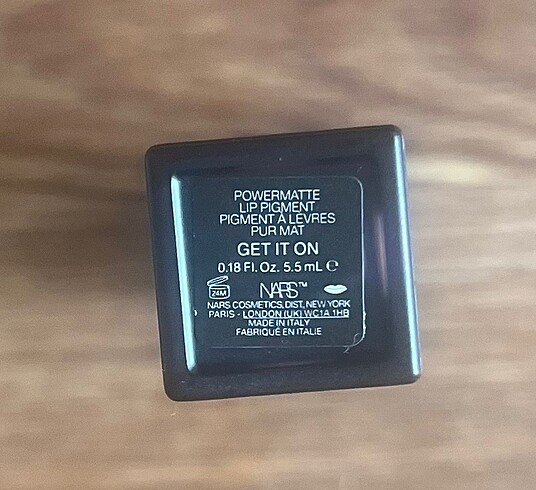 POWERMATTE
LIP PIGMENT
PIGMENT À LÈVRES
PUR MAT
GET IT ON
0.18 Fl. Oz. 5.5 mL ℮
24M
NARS™
NARS COSMETICS, DIST, NEW YORK
PARIS - LONDON (UK) WC1A 1HB
MADE IN ITALY
FABRIQUÉ EN ITALIE